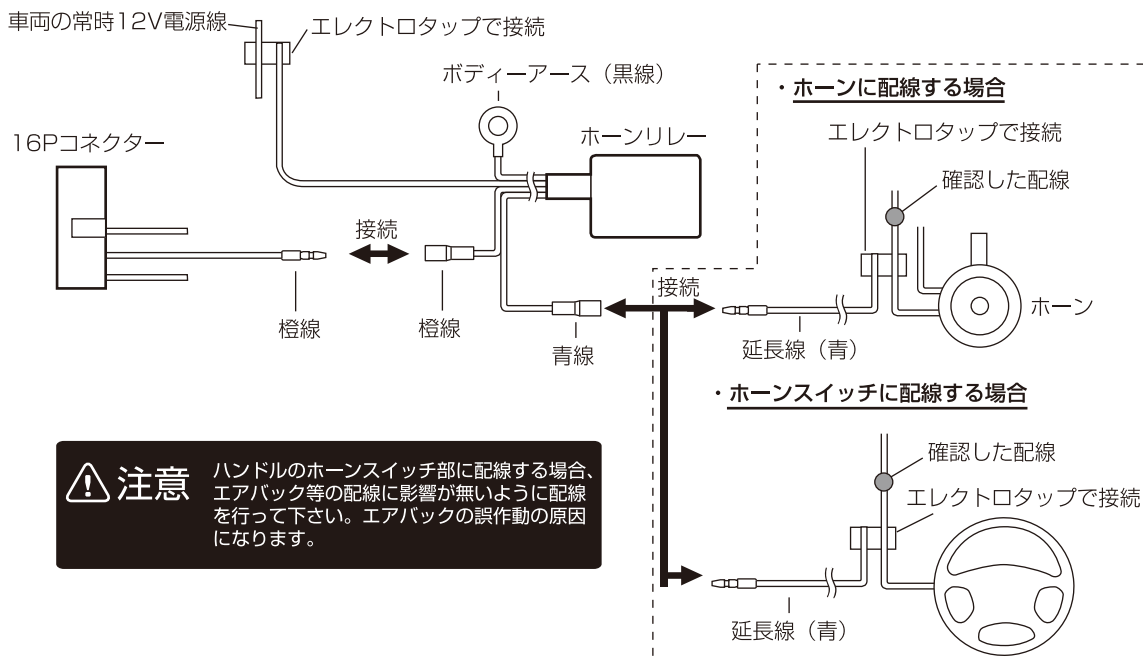 車両の常時12V電源線
エレクトロタップで接続
ボディーアース（黒線）
16Pコネクター
ホーンリレー
接続
橙線
橙線
青線
接続
・ホーンに配線する場合
エレクトロタップで接続
確認した配線
ホーン
延長線（青）
・ホーンスイッチに配線する場合
確認した配線
エレクトロタップで接続
延長線（青）
注意
ハンドルのホーンスイッチ部に配線する場合、
エアバック等の配線に影響が無いように配線
を行って下さい。エアバックの誤作動の原因
になります。